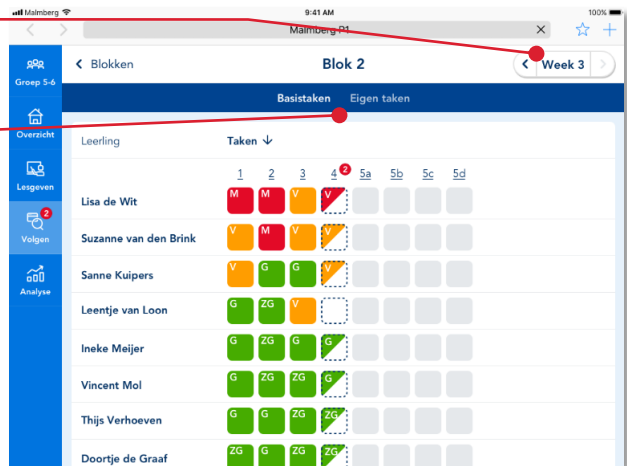 Malmberg 9:41 AM 100%
Malmberg P1
Groep 5-6
Overzicht
Lesgeven
2
Volgen
Analyse
Blokken Blok 2 Week 3
Basistaken Eigen taken
Leerling Taken
1 2 3 4 2 5a 5b 5c 5d
Lisa de Wit M M V V
Suzanne van den Brink V M V V
Sanne Kuipers V G G V
Leentje van Loon G ZG V
Ineke Meijer G ZG G G
Vincent Mol G ZG ZG G
Thijs Verhoeven G G ZG ZG
Doortje de Graaf ZG G ZG ZG